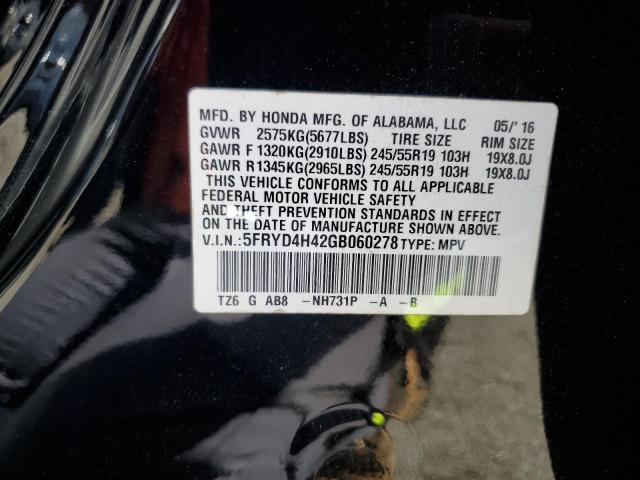 MFD. BY HONDA MFG. OF ALABAMA, LLC 05/'16
GVWR 2575KG(5677LBS) TIRE SIZE RIM SIZE
GAWR F 1320KG(2910LBS) 245/55R19 103H 19X8.0J
GAWR R 1345KG(2965LBS) 245/55R19 103H 19X8.0J
THIS VEHICLE CONFORMS TO ALL APPLICABLE
FEDERAL MOTOR VEHICLE SAFETY
AND THEFT PREVENTION STANDARDS IN EFFECT
ON THE DATE OF MANUFACTURE SHOWN ABOVE.
V.I.N.: 5FRYD4H42GB060278 TYPE: MPV
TZ6 G AB8 -NH731P -A -B